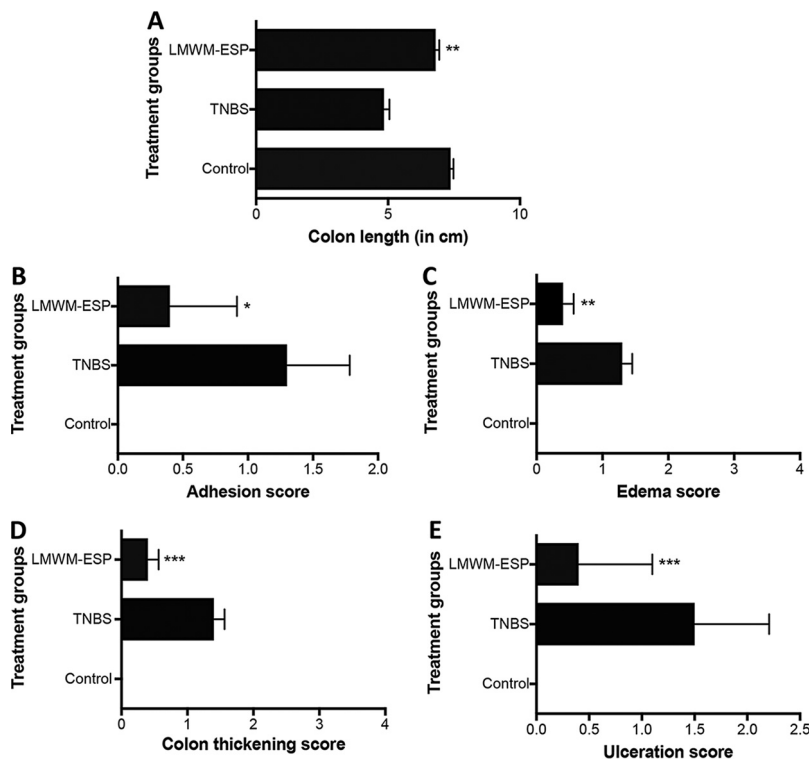 A
Treatment groups
LMWM-ESP
**
TNBS
Control
0 5 10
Colon length (in cm)
B
Treatment groups
LMWM-ESP
*
TNBS
Control
0.0 0.5 1.0 1.5 2.0
Adhesion score
C
Treatment groups
LMWM-ESP
**
TNBS
Control
0 1 2 3 4
Edema score
D
Treatment groups
LMWM-ESP
***
TNBS
Control
0 1 2 3 4
Colon thickening score
E
Treatment groups
LMWM-ESP
***
TNBS
Control
0.0 0.5 1.0 1.5 2.0 2.5
Ulceration score